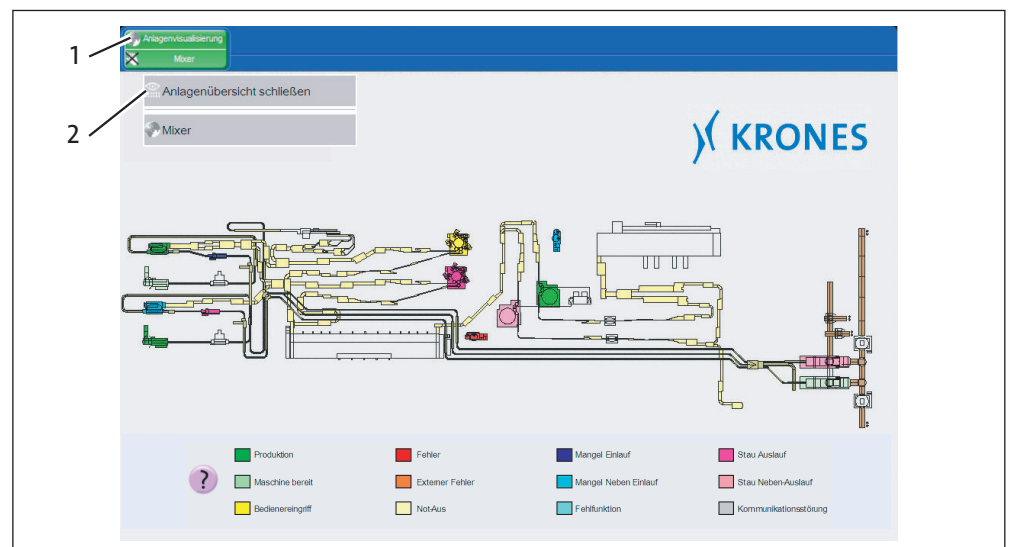 1
Anlagenvisualisierung
Mixer
Anlagenübersicht schließen
2
Mixer
KRONES
Produktion
Fehler
Mangel Einlauf
Stau Auslauf
?
Maschine bereit
Externer Fehler
Mangel Neben Einlauf
Stau Neben-Auslauf
Bedienereingriff
Not-Aus
Fehlfunktion
Kommunikationsstörung